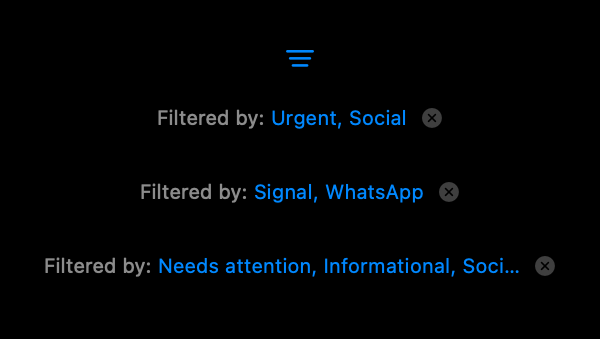 Filtered by: Urgent, Social
Filtered by: Signal, WhatsApp
Filtered by: Needs attention, Informational, Soci...